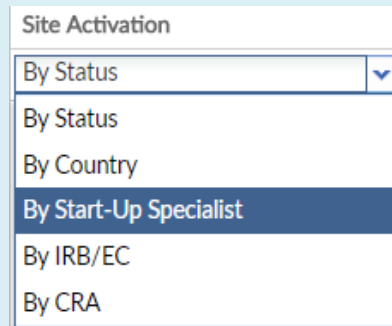 Site Activation
By Status
By Status
By Country
By Start-Up Specialist
By IRB/EC
By CRA